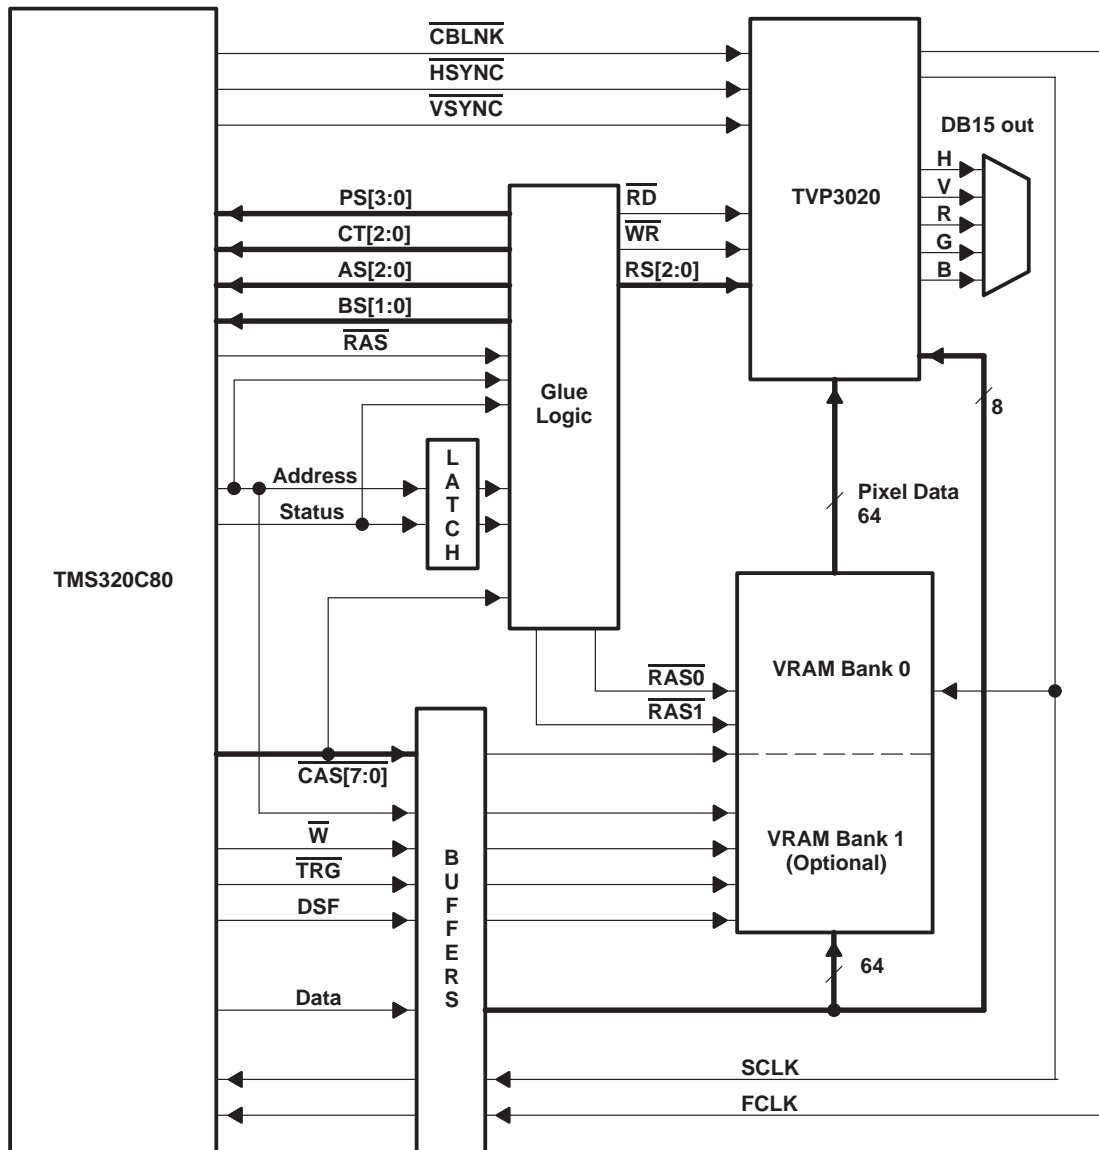 CBLNK
HSYNC
VSYNC
DB15 out
H
V
R
G
B
TVP3020
PS[3:0]
CT[2:0]
AS[2:0]
BS[1:0]
RAS
RD
WR
RS[2:0]
Glue
Logic
8
Address
Status
LATCH
Pixel Data
64
TMS320C80
VRAM Bank 0
RAS0
RAS1
CAS[7:0]
VRAM Bank 1
(Optional)
W
TRG
DSF
BUFFERS
64
Data
SCLK
FCLK